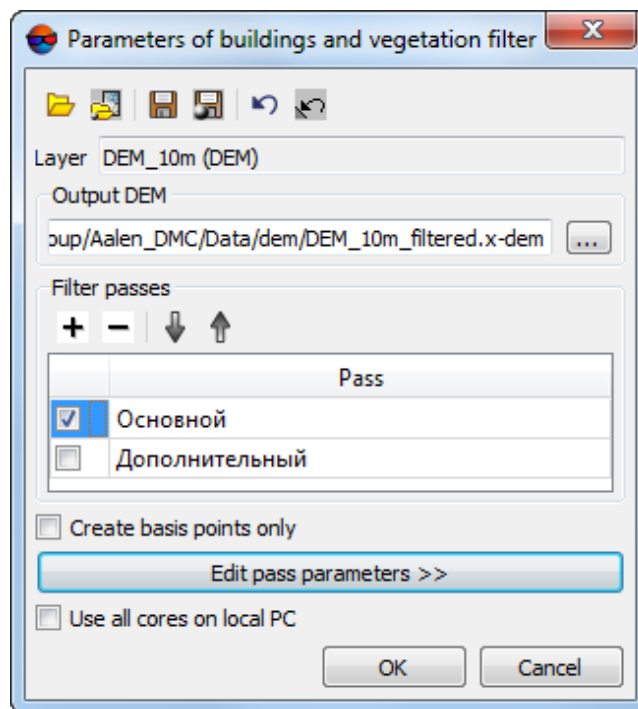 Parameters of buildings and vegetation filter
Layer DEM_10m (DEM)
Output DEM
oup/Aalen_DMC/Data/dem/DEM_10m_filtered.x-dem ...
Filter passes
Pass
Основной
Дополнительный
Create basis points only
Edit pass parameters >>
Use all cores on local PC
OK Cancel